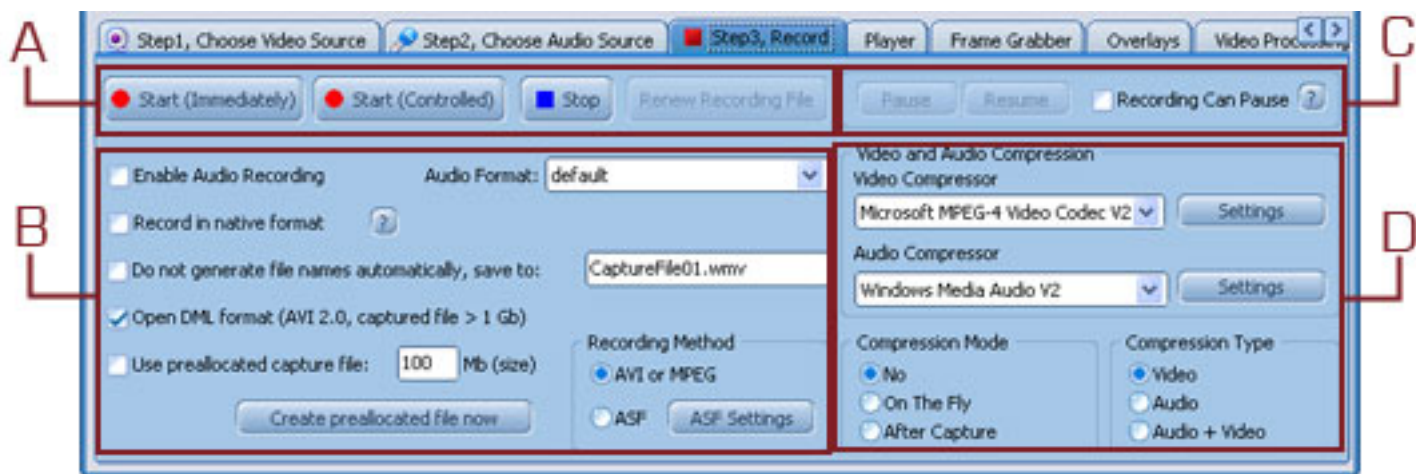 A
C
B
D
Step1, Choose Video Source
Step2, Choose Audio Source
Step3, Record
Player
Frame Grabber
Overlays
Video Processing
Start (Immediately)
Start (Controlled)
Stop
Renew Recording File
Pause
Resume
Recording Can Pause
?
Enable Audio Recording
Audio Format:
default
Record in native format
?
Do not generate file names automatically, save to:
CaptureFile01.wmv
Open DML format (AVI 2.0, captured file > 1 Gb)
Use preallocated capture file:
100
Mb (size)
Create preallocated file now
Recording Method
AVI or MPEG
ASF
ASF Settings
Video and Audio Compression
Video Compressor
Microsoft MPEG-4 Video Codec V2
Settings
Audio Compressor
Windows Media Audio V2
Settings
Compression Mode
No
On The Fly
After Capture
Compression Type
Video
Audio
Audio + Video